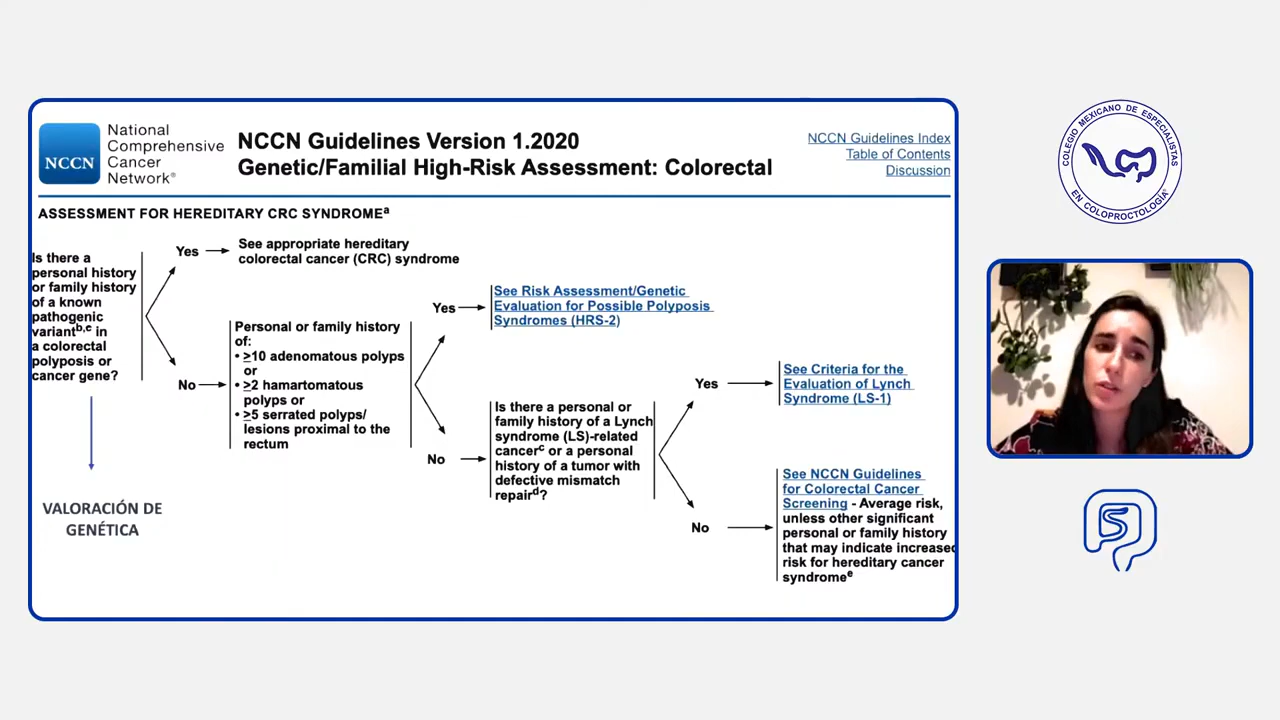 National
Comprehensive
Cancer
Network®
NCCN
NCCN Guidelines Version 1.2020
Genetic/Familial High-Risk Assessment: Colorectal
NCCN Guidelines Index
Table of Contents
Discussion
ASSESSMENT FOR HEREDITARY CRC SYNDROMEa
Is there a
personal history
or family history
of a known
pathogenic
variantb,c in
a colorectal
polyposis or
cancer gene?
Yes
See appropriate hereditary
colorectal cancer (CRC) syndrome
No
Personal or family history
of:
• ≥10 adenomatous polyps
or
• ≥2 hamartomatous
polyps or
• ≥5 serrated polyps/
lesions proximal to the
rectum
Yes
See Risk Assessment/Genetic
Evaluation for Possible Polyposis
Syndromes (HRS-2)
No
Is there a personal or
family history of a Lynch
syndrome (LS)-related
cancerc or a personal
history of a tumor with
defective mismatch
repaird?
Yes
See Criteria for the
Evaluation of Lynch
Syndrome (LS-1)
No
See NCCN Guidelines
for Colorectal Cancer
Screening - Average risk,
unless other significant
personal or family history
that may indicate increased
risk for hereditary cancer
syndromee
VALORACIÓN DE
GENÉTICA
COLEGIO MEXICANO DE ESPECIALISTAS
EN COLOPROCTOLOGIA